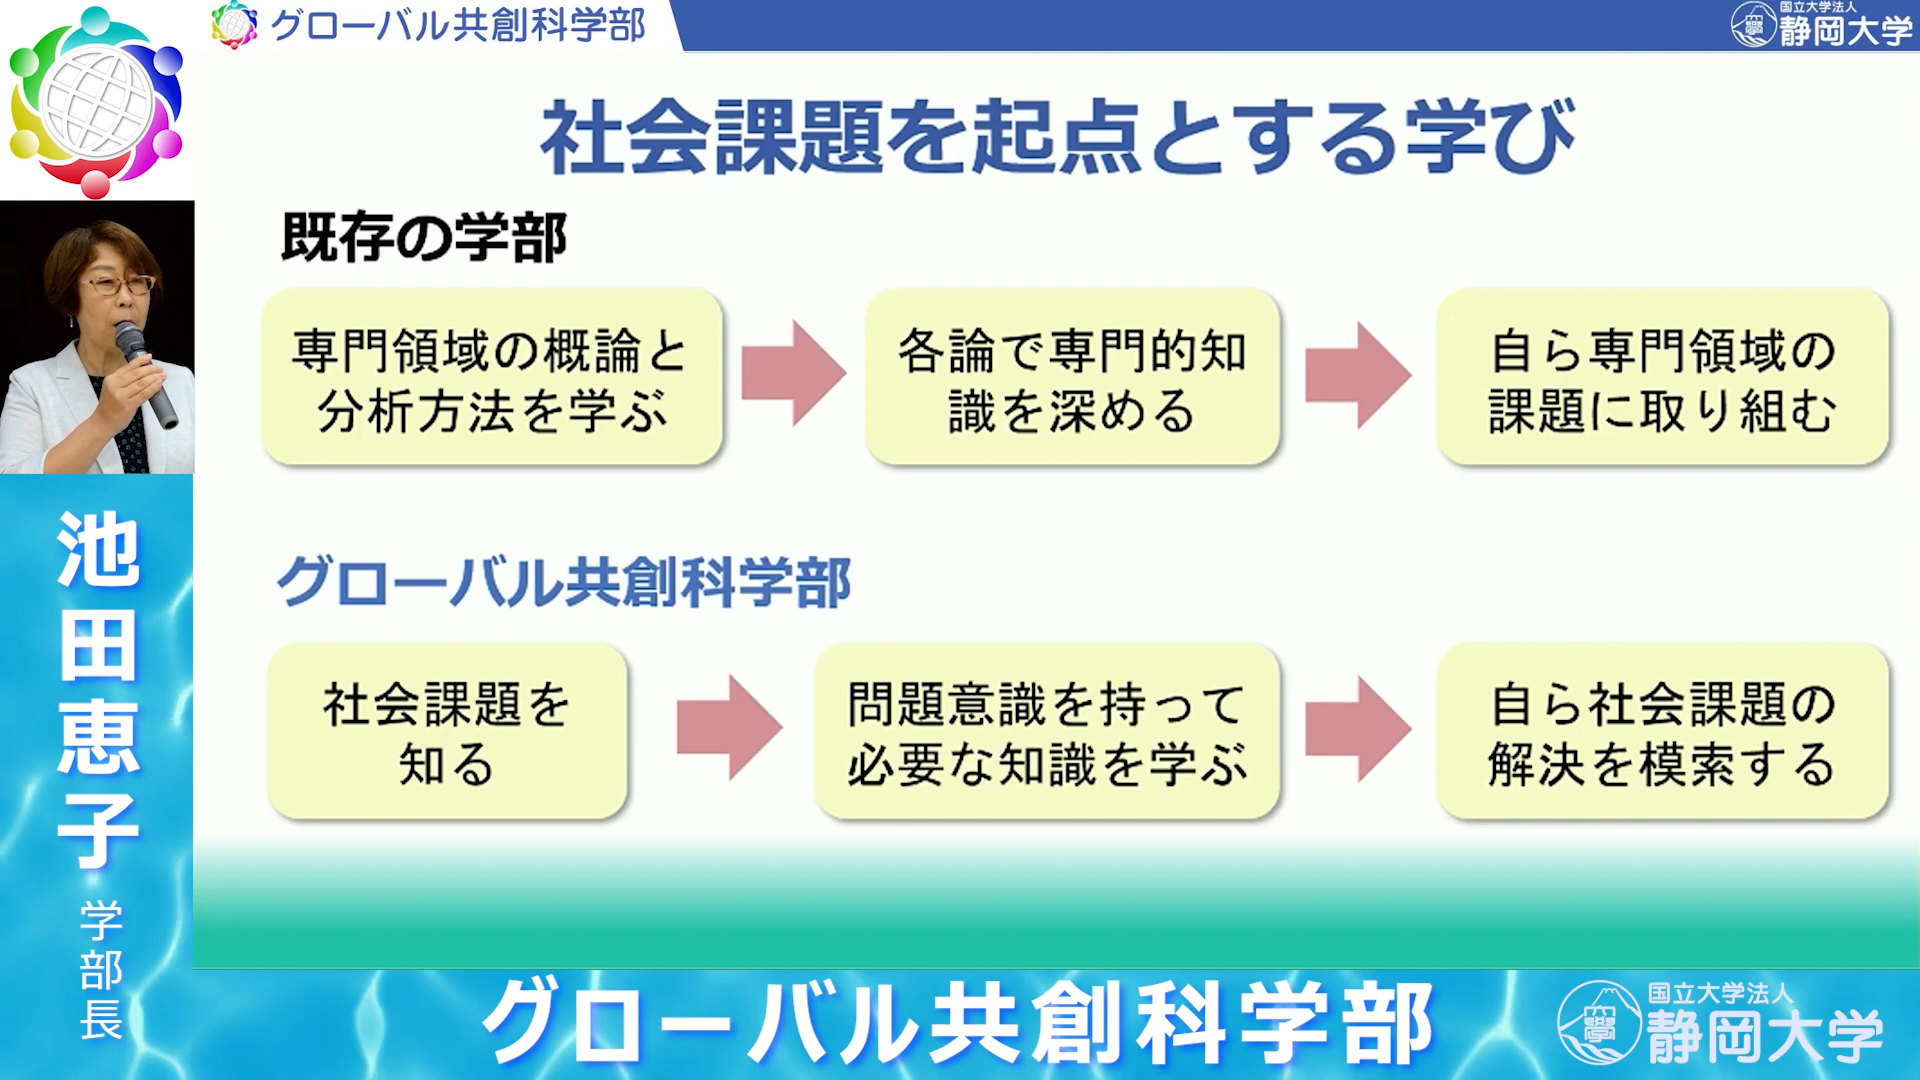 グローバル共創科学部
国立大学法人
静岡大学
社会課題を起点とする学び
既存の学部
専門領域の概論と
分析方法を学ぶ
各論で専門的知
識を深める
自ら専門領域の
課題に取り組む
グローバル共創科学部
社会課題を
知る
問題意識を持って
必要な知識を学ぶ
自ら社会課題の
解決を模索する
池田恵子
学部長
グローバル共創科学部
国立大学法人
静岡大学